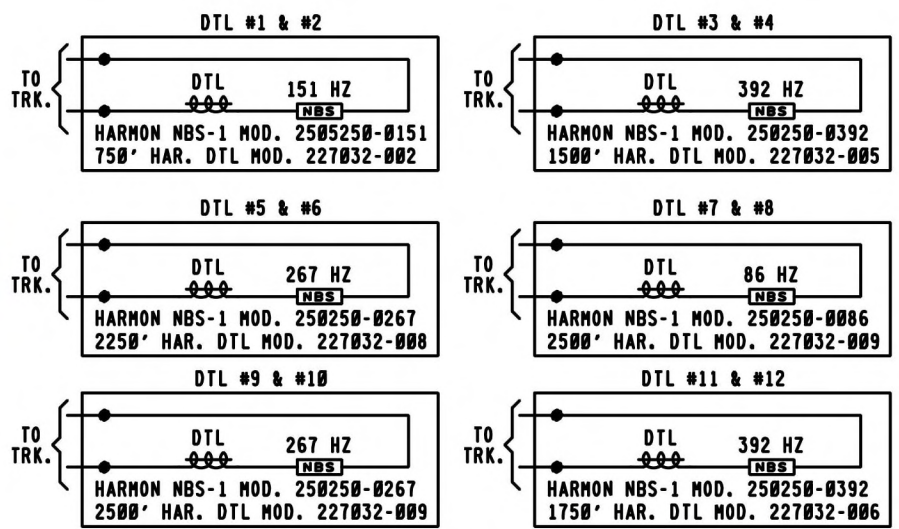 DTL #1 & #2
TO
TRK.
DTL
151 HZ
NBS
HARMON NBS-1 MOD. 2505250-0151
750' HAR. DTL MOD. 227032-002
DTL #3 & #4
TO
TRK.
DTL
392 HZ
NBS
HARMON NBS-1 MOD. 250250-0392
1500' HAR. DTL MOD. 227032-005
DTL #5 & #6
TO
TRK.
DTL
267 HZ
NBS
HARMON NBS-1 MOD. 250250-0267
2250' HAR. DTL MOD. 227032-008
DTL #7 & #8
TO
TRK.
DTL
86 HZ
NBS
HARMON NBS-1 MOD. 250250-0086
2500' HAR. DTL MOD. 227032-009
DTL #9 & #10
TO
TRK.
DTL
267 HZ
NBS
HARMON NBS-1 MOD. 250250-0267
2500' HAR. DTL MOD. 227032-009
DTL #11 & #12
TO
TRK.
DTL
392 HZ
NBS
HARMON NBS-1 MOD. 250250-0392
1750' HAR. DTL MOD. 227032-006